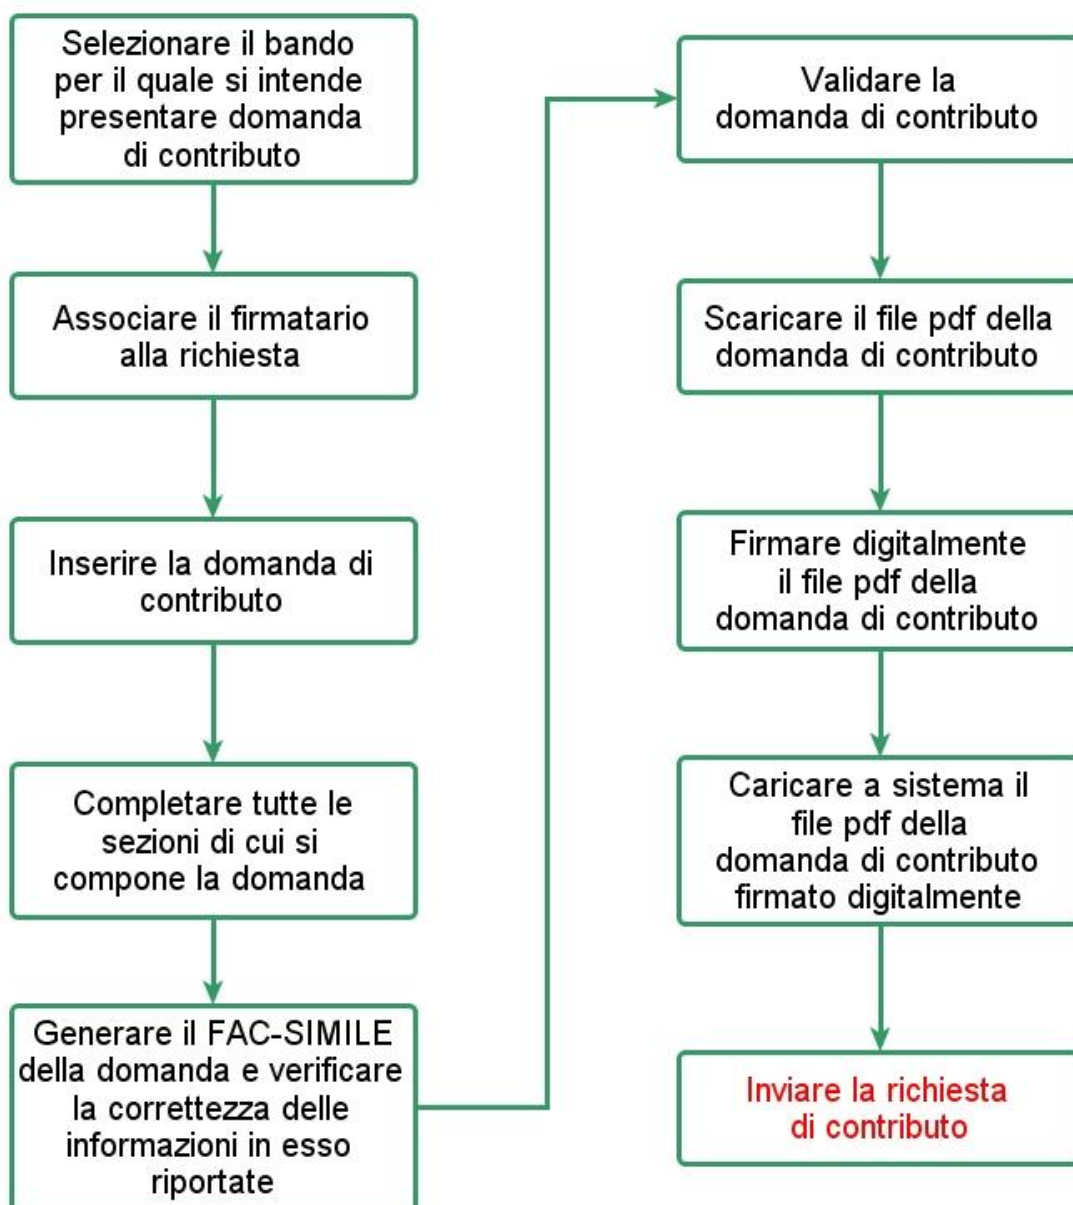 Selezionare il bando
per il quale si intende
presentare domanda
di contributo
Associare il firmatario
alla richiesta
Inserire la domanda di
contributo
Completare tutte le
sezioni di cui si
compone la domanda
Generare il FAC-SIMILE
della domanda e verificare
la correttezza delle
informazioni in esso
riportate
Validare la
domanda di contributo
Scaricare il file pdf della
domanda di contributo
Firmare digitalmente
il file pdf della
domanda di contributo
Caricare a sistema il
file pdf della
domanda di contributo
firmato digitalmente
Inviare la richiesta
di contributo